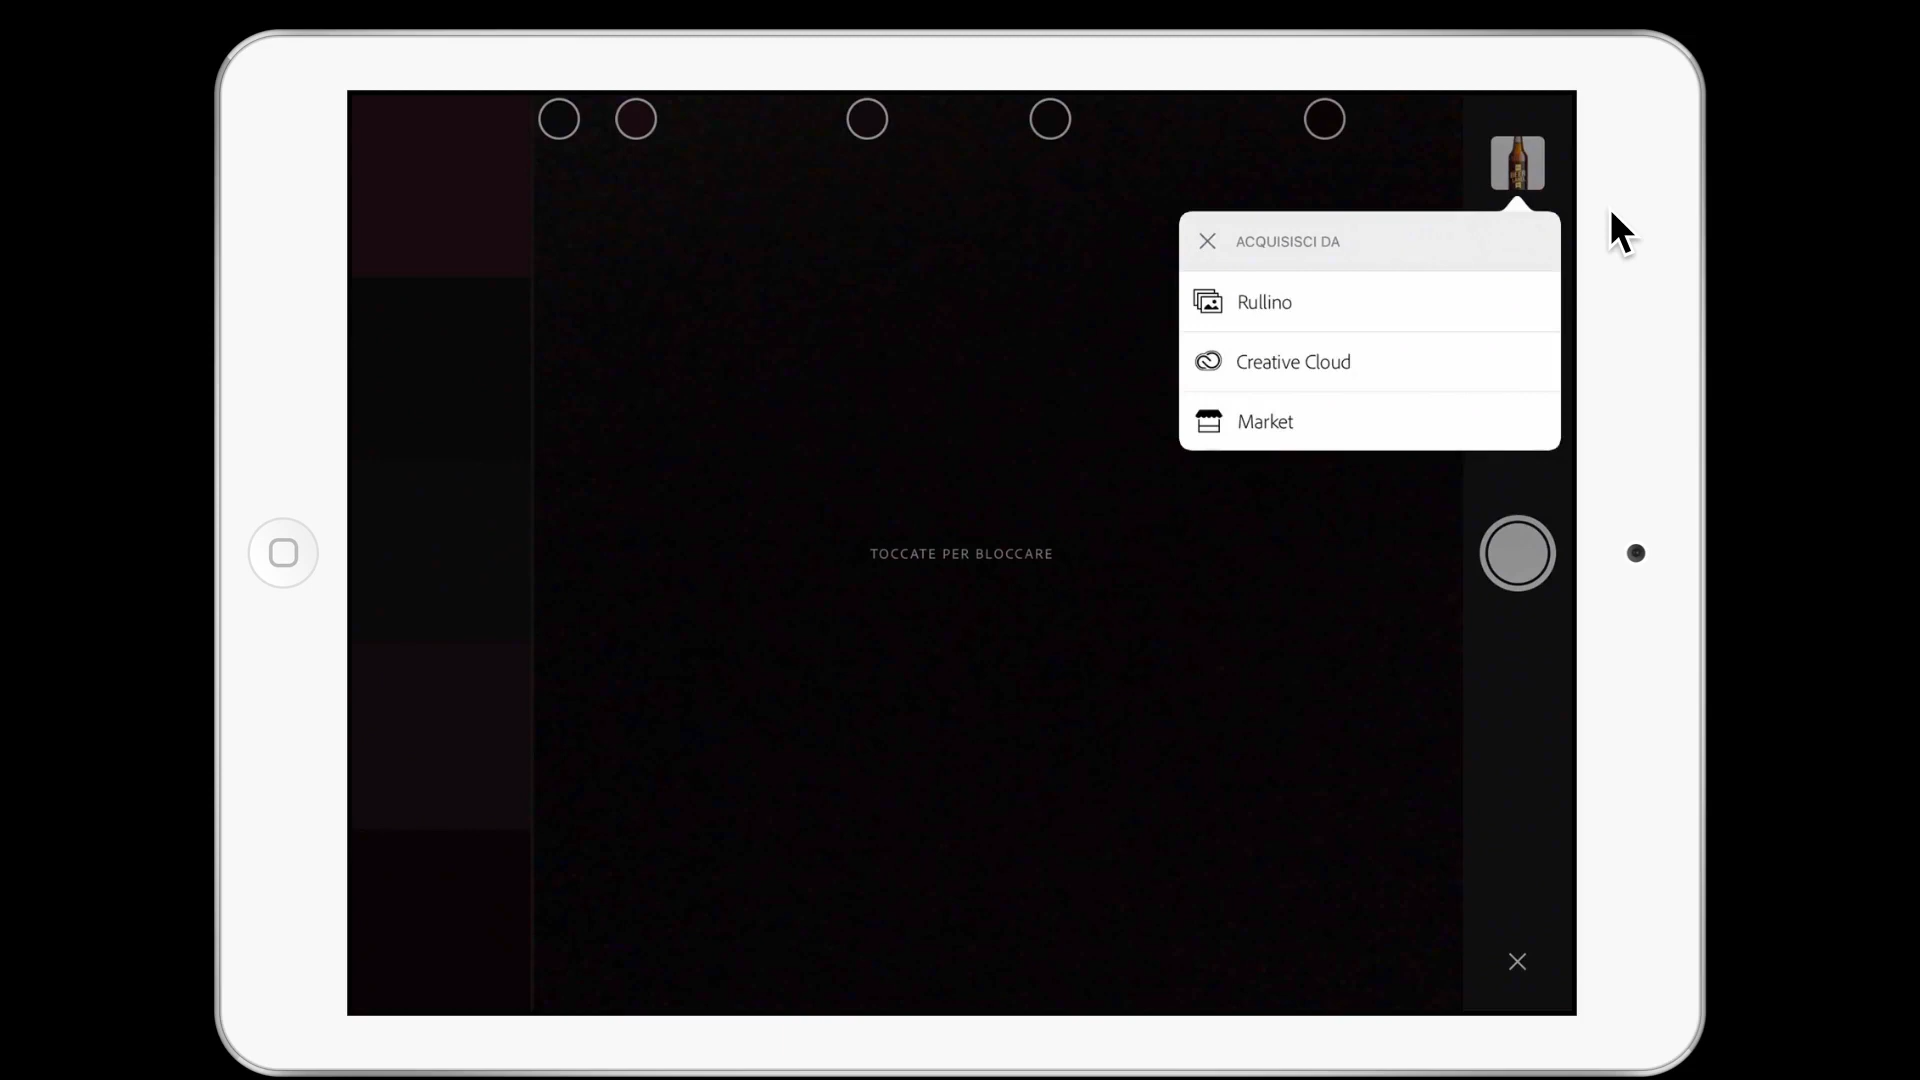 ACQUISISCI DA
Rullino
Creative Cloud
Market
TOCCATE PER BLOCCARE